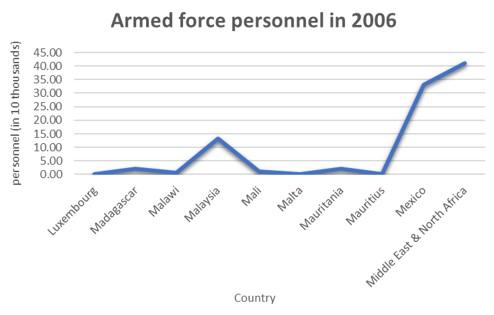 Armed force personnel in 2006
personnel (in 10 thousands)
45.00
40.00
35.00
30.00
25.00
20.00
15.00
10.00
5.00
0.00
Luxembourg
Madagascar
Malawi
Malaysia
Mali
Malta
Mauritania
Mauritius
Mexico
Middle East & North Africa
Country